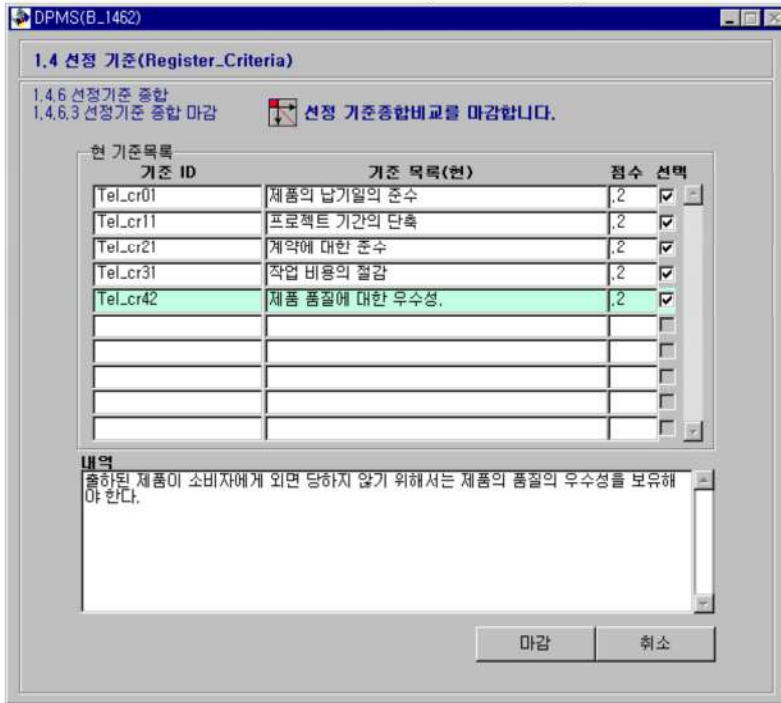 DPMS(B_1462)
1.4 선정 기준(Register_Criteria)
1.4.6 선정기준 종합
1.4.6.3 선정기준 종합 마감
선정 기준종합비교를 마감합니다.
현 기준목록
기준 ID 기준 목록(현) 점수 선택
Tel_cr01 제품의 납기일의 준수 .2
Tel_cr11 프로젝트 기간의 단축 .2
Tel_cr21 계약에 대한 준수 .2
Tel_cr31 작업 비용의 절감 .2
Tel_cr42 제품 품질에 대한 우수성. .2
내역
출하된 제품이 소비자에게 외면 당하지 않기 위해서는 제품의 품질의 우수성을 보유해
야 한다.
마감 취소